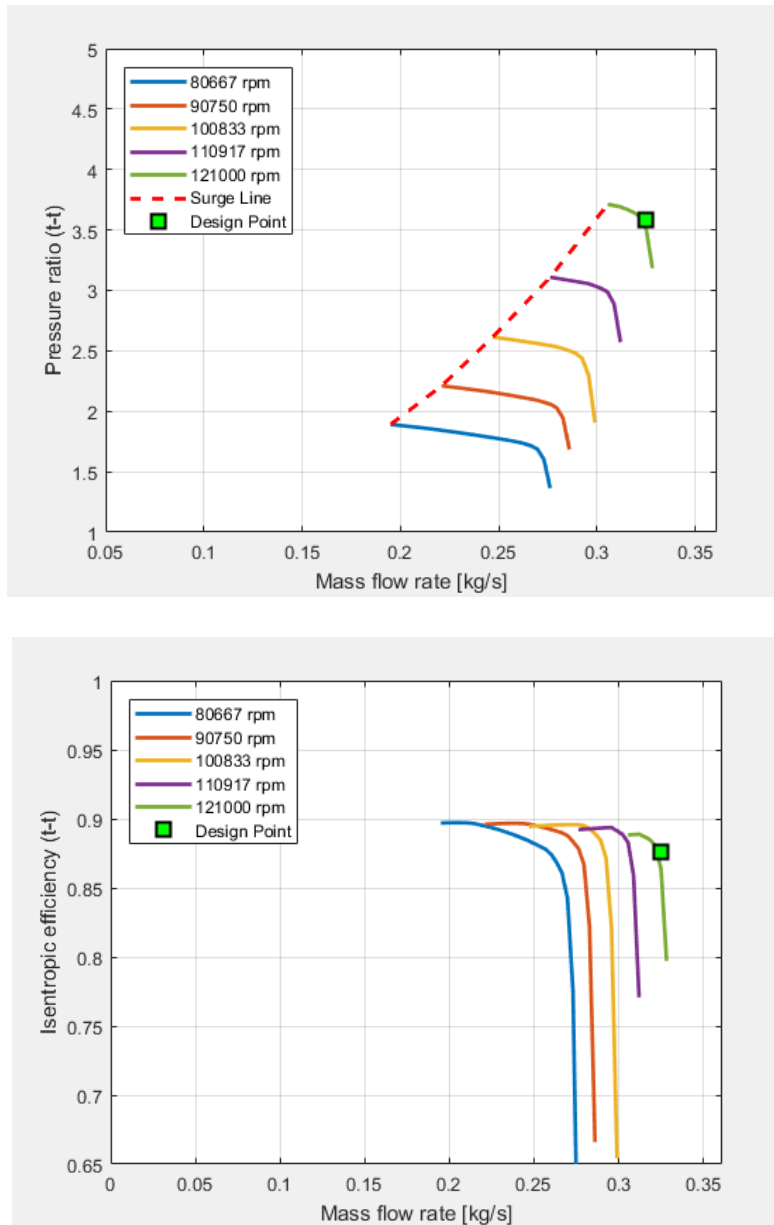 5
4.5
4
3.5
3
2.5
2
1.5
1
Pressure ratio (t-t)
80667 rpm
90750 rpm
100833 rpm
110917 rpm
121000 rpm
Surge Line
Design Point
0.05 0.1 0.15 0.2 0.25 0.3 0.35
Mass flow rate [kg/s]
1
0.95
0.9
0.85
0.8
0.75
0.7
0.65
Isentropic efficiency (t-t)
80667 rpm
90750 rpm
100833 rpm
110917 rpm
121000 rpm
Design Point
0 0.05 0.1 0.15 0.2 0.25 0.3 0.35
Mass flow rate [kg/s]